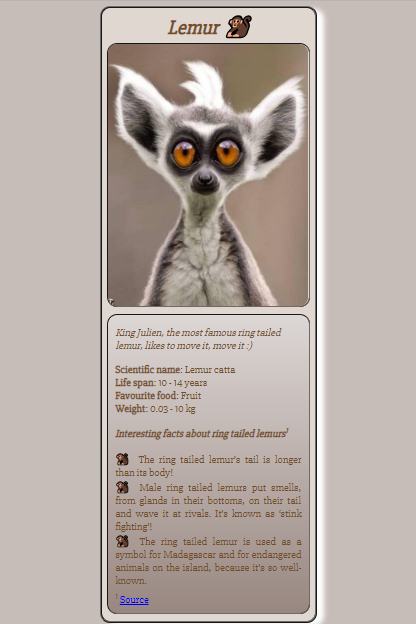 Lemur
King Julien, the most famous ring tailed
lemur, likes to move it, move it :)
Scientific name: Lemur catta
Life span: 10 - 14 years
Favourite food: Fruit
Weight: 0.03 - 10 kg
Interesting facts about ring tailed lemurs1
The ring tailed lemur's tail is longer
than its body!
Male ring tailed lemurs put smells,
from glands in their bottoms, on their tail
and wave it at rivals. It's known as 'stink
fighting'!
The ring tailed lemur is used as a
symbol for Madagascar and for endangered
animals on the island, because it's so well-
known.
1 Source